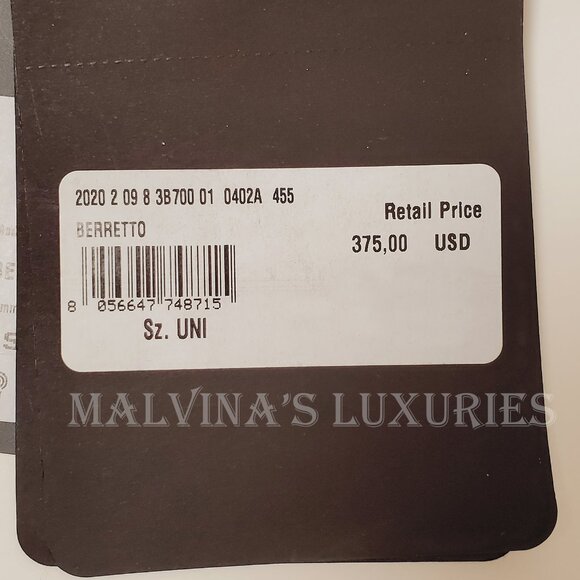 2020 2 09 8 3B700 01 0402A 455
BERRETTO
Retail Price
375,00 USD
8 056647 748715
Sz. UNI
MALVINA'S LUXURIES